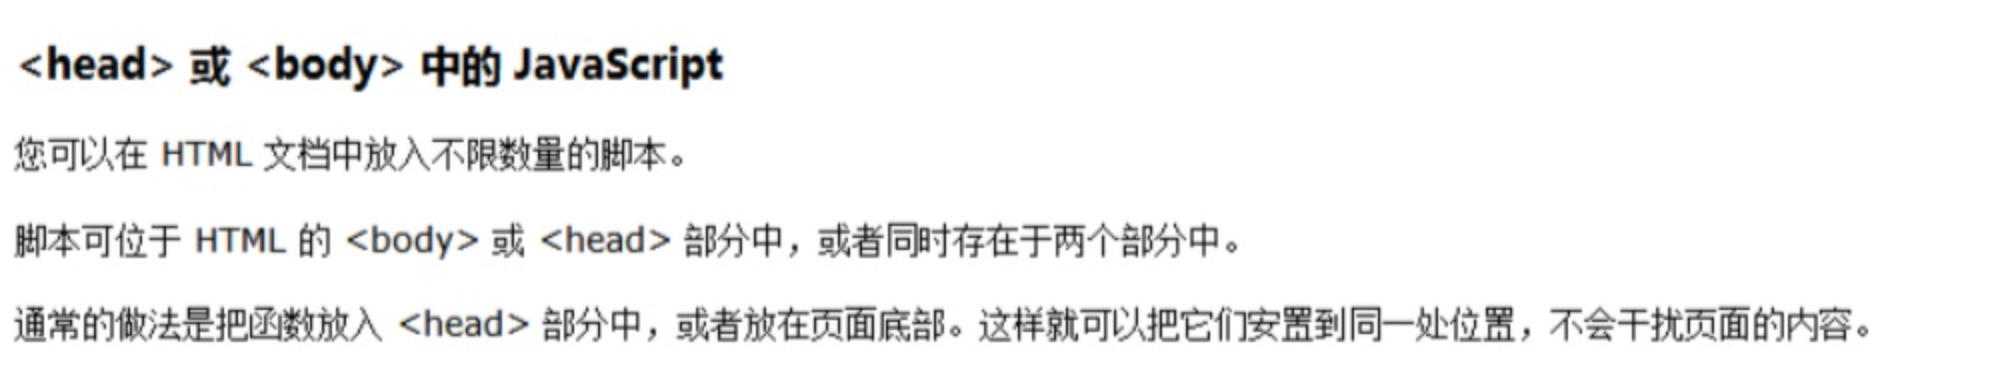 <head> 或 <body> 中的 JavaScript
您可以在 HTML 文档中放入不限数量的脚本。
脚本可位于 HTML 的 <body> 或 <head> 部分中，或者同时存在于两个部分中。
通常的做法是把函数放入 <head> 部分中，或者放在页面底部。这样就可以把它们安置到同一处位置，不会干扰页面的内容。